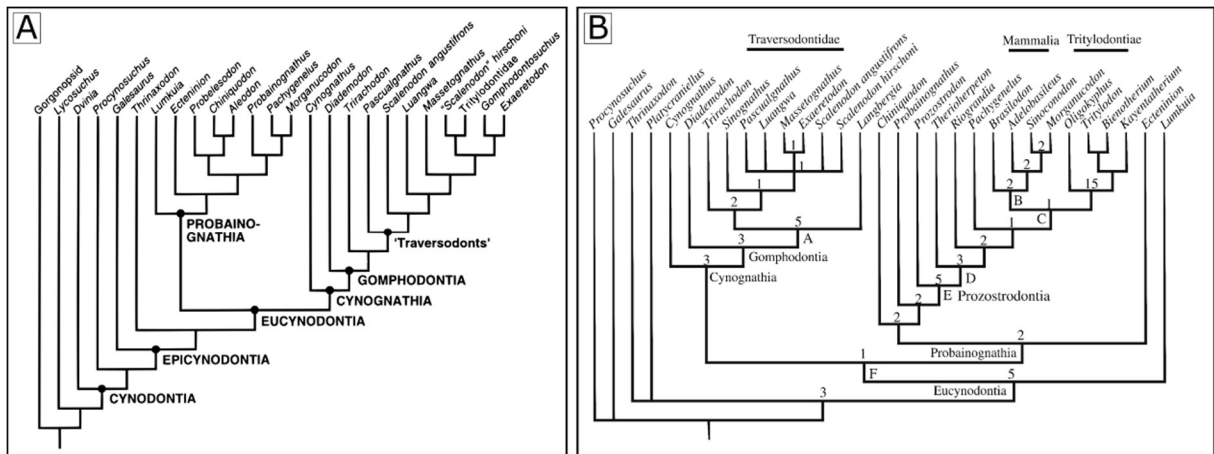 A
Gorgonopsid
Lycosuchus
Dvinia
Procynosuchus
Galesaurus
Thrinaxodon
Lumkuia
Ecteninion
Probelesodon
Chiniquodon
Aleodon
Probainognathus
Pachygenelus
Morganucodon
Cynognathus
Diademodon
Trirachodon
Pascualgnathus
Scalenodon angustifrons
Luangwa
Massetognathus
"Scalenodon" hirschoni
Tritylodontidae
Gomphodontosuchus
Exaeretodon
PROBAINO-
GNATHIA
'Traversodonts'
GOMPHODONTIA
CYNOGNATHIA
EUCYNODONTIA
EPICYNODONTIA
CYNODONTIA
B
Traversodontidae
Mammalia
Tritylodontiae
Procynosuchus
Galesaurus
Thrinaxodon
Platycraniellus
Cynognathus
Diademodon
Trirachodon
Sinognathus
Pascualgnathus
Luangwa
Massetognathus
Exaeretodon
Scalenodon angustifrons
Scalenodon hirschoni
Langbergia
Chiniquodon
Probainognathus
Prozostrodon
Therioherpeton
Riograndia
Pachygenelus
Brasilodon
Adelobasileus
Sinoconodon
Morganucodon
Oligokyphus
Tritylodon
Bienotherium
Kayentatherium
Ecteninion
Lumkuia
1
2
1
2
1
2
15
2
B
1
C
5
A
1
2
3
Gomphodontia
3
Cynognathia
3
D
5
E
Prozostrodontia
2
2
2
Probainognathia
1
F
5
Eucynodontia
3